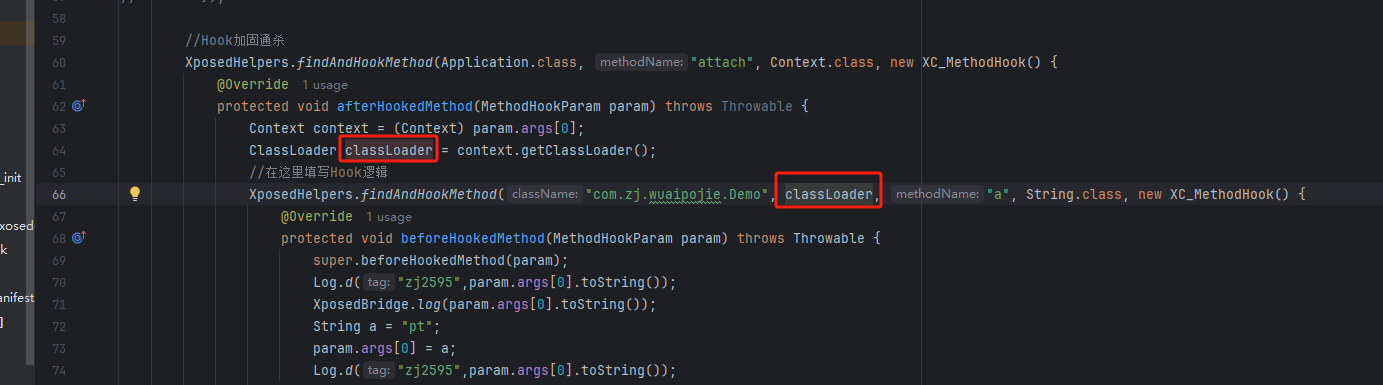 //
58
59 //Hook加固通杀
60 XposedHelpers.findAndHookMethod(Application.class, methodName: "attach", Context.class, new XC_MethodHook() {
61 @Override 1 usage
62 protected void afterHookedMethod(MethodHookParam param) throws Throwable {
63 Context context = (Context) param.args[0];
64 ClassLoader classLoader = context.getClassLoader();
65 //在这里填写Hook逻辑
66 XposedHelpers.findAndHookMethod( className: "com.zj.wuaipojie.Demo", classLoader, methodName: "a", String.class, new XC_MethodHook() {
67 @Override 1 usage
68 protected void beforeHookedMethod(MethodHookParam param) throws Throwable {
69 super.beforeHookedMethod(param);
70 Log.d( tag: "zj2595",param.args[0].toString());
71 XposedBridge.log(param.args[0].toString());
72 String a = "pt";
73 param.args[0] = a;
74 Log.d( tag: "zj2595",param.args[0].toString());
_init
xosed
k
anifest
]